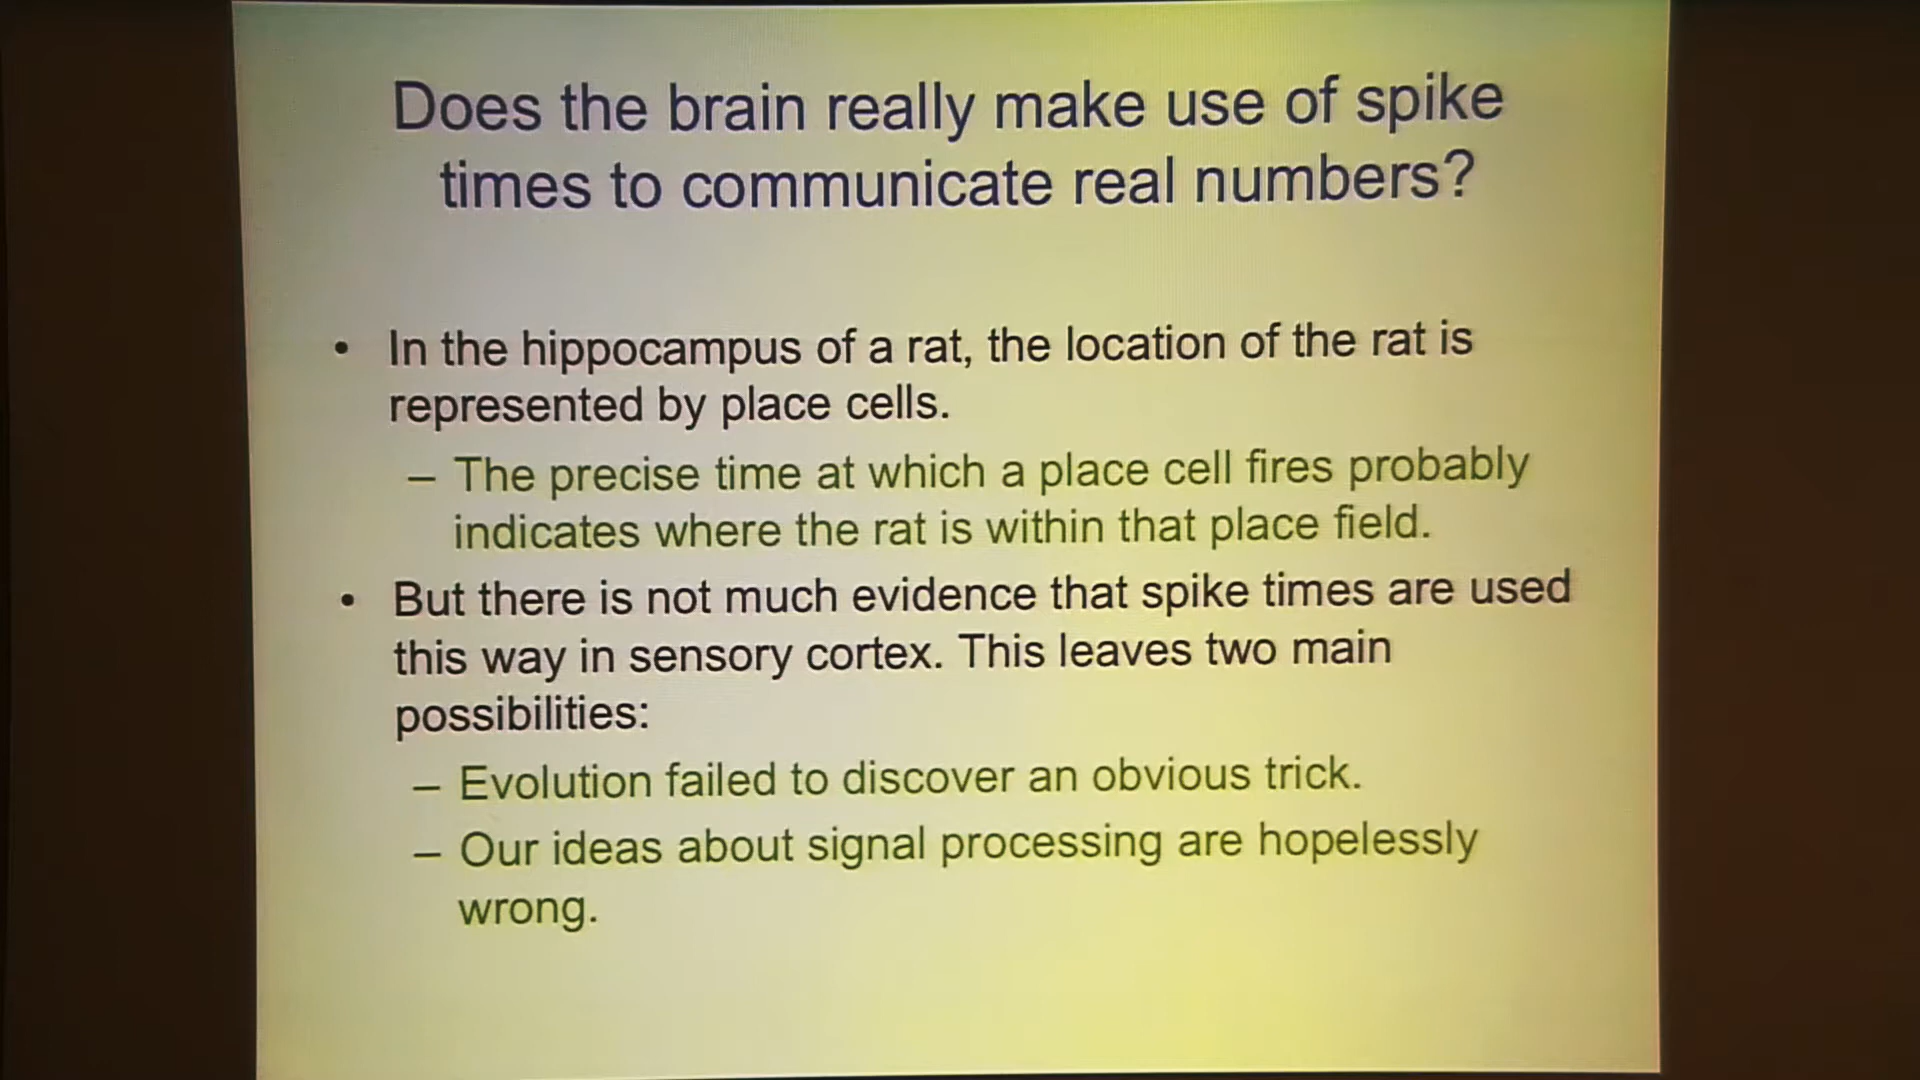 Does the brain really make use of spike
times to communicate real numbers?
• In the hippocampus of a rat, the location of the rat is
represented by place cells.
– The precise time at which a place cell fires probably
indicates where the rat is within that place field.
• But there is not much evidence that spike times are used
this way in sensory cortex. This leaves two main
possibilities:
– Evolution failed to discover an obvious trick.
– Our ideas about signal processing are hopelessly
wrong.